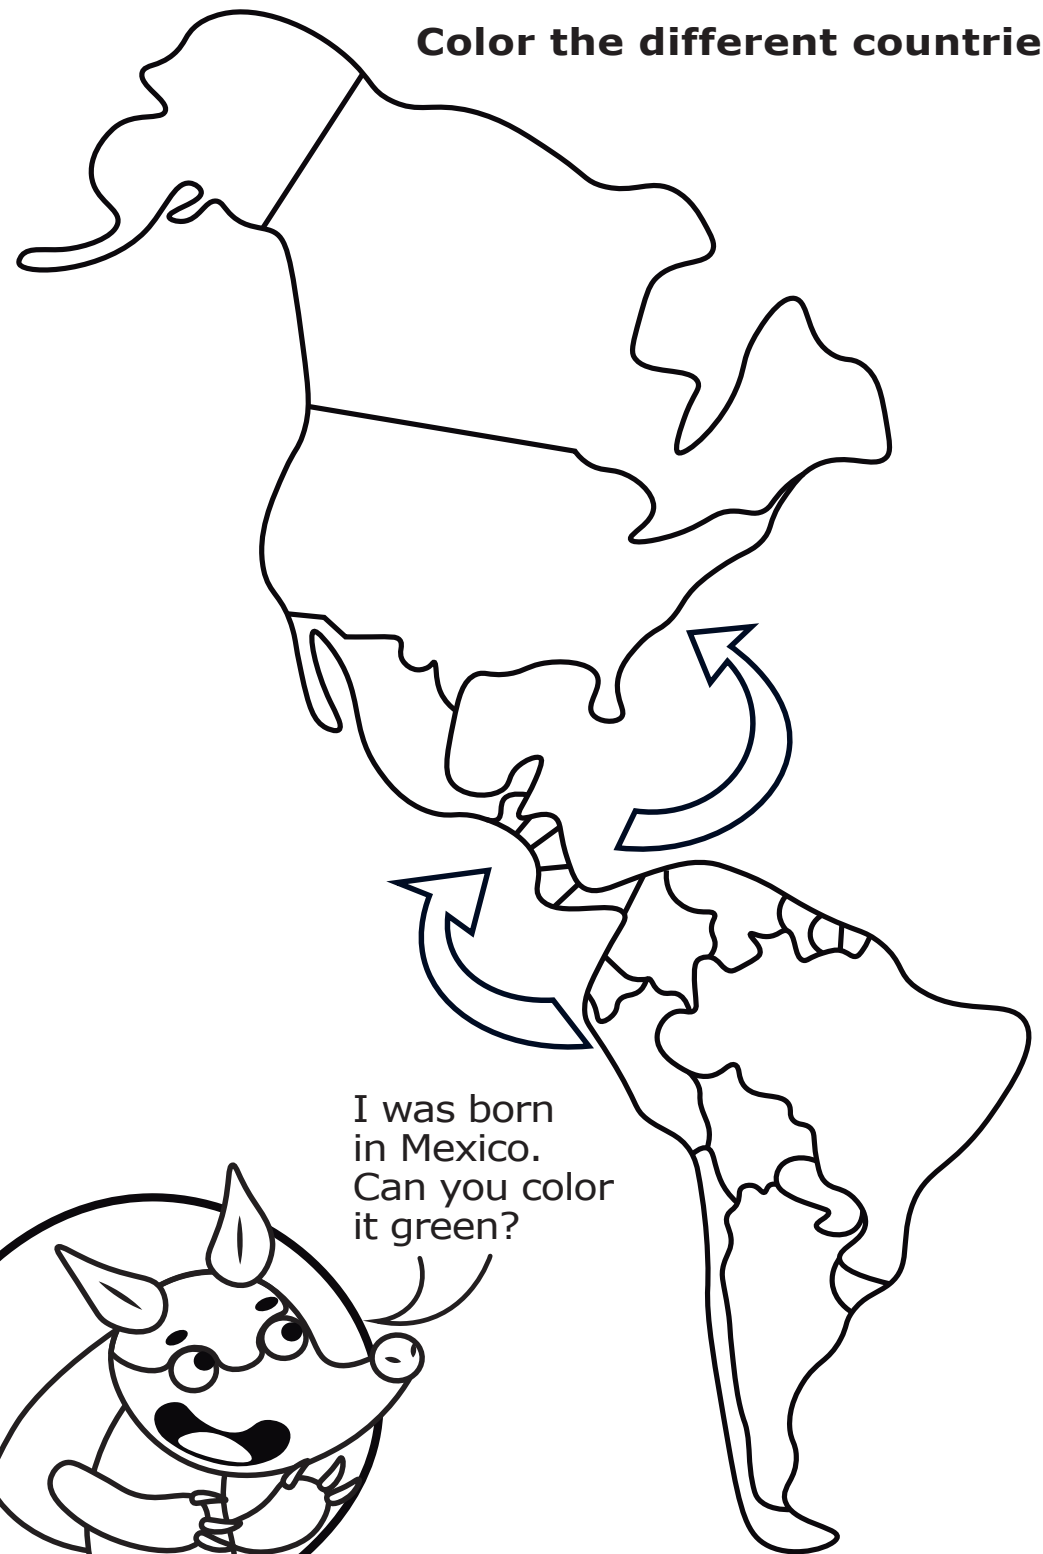 Color the different countrie
I was born
in Mexico.
Can you color
it green?